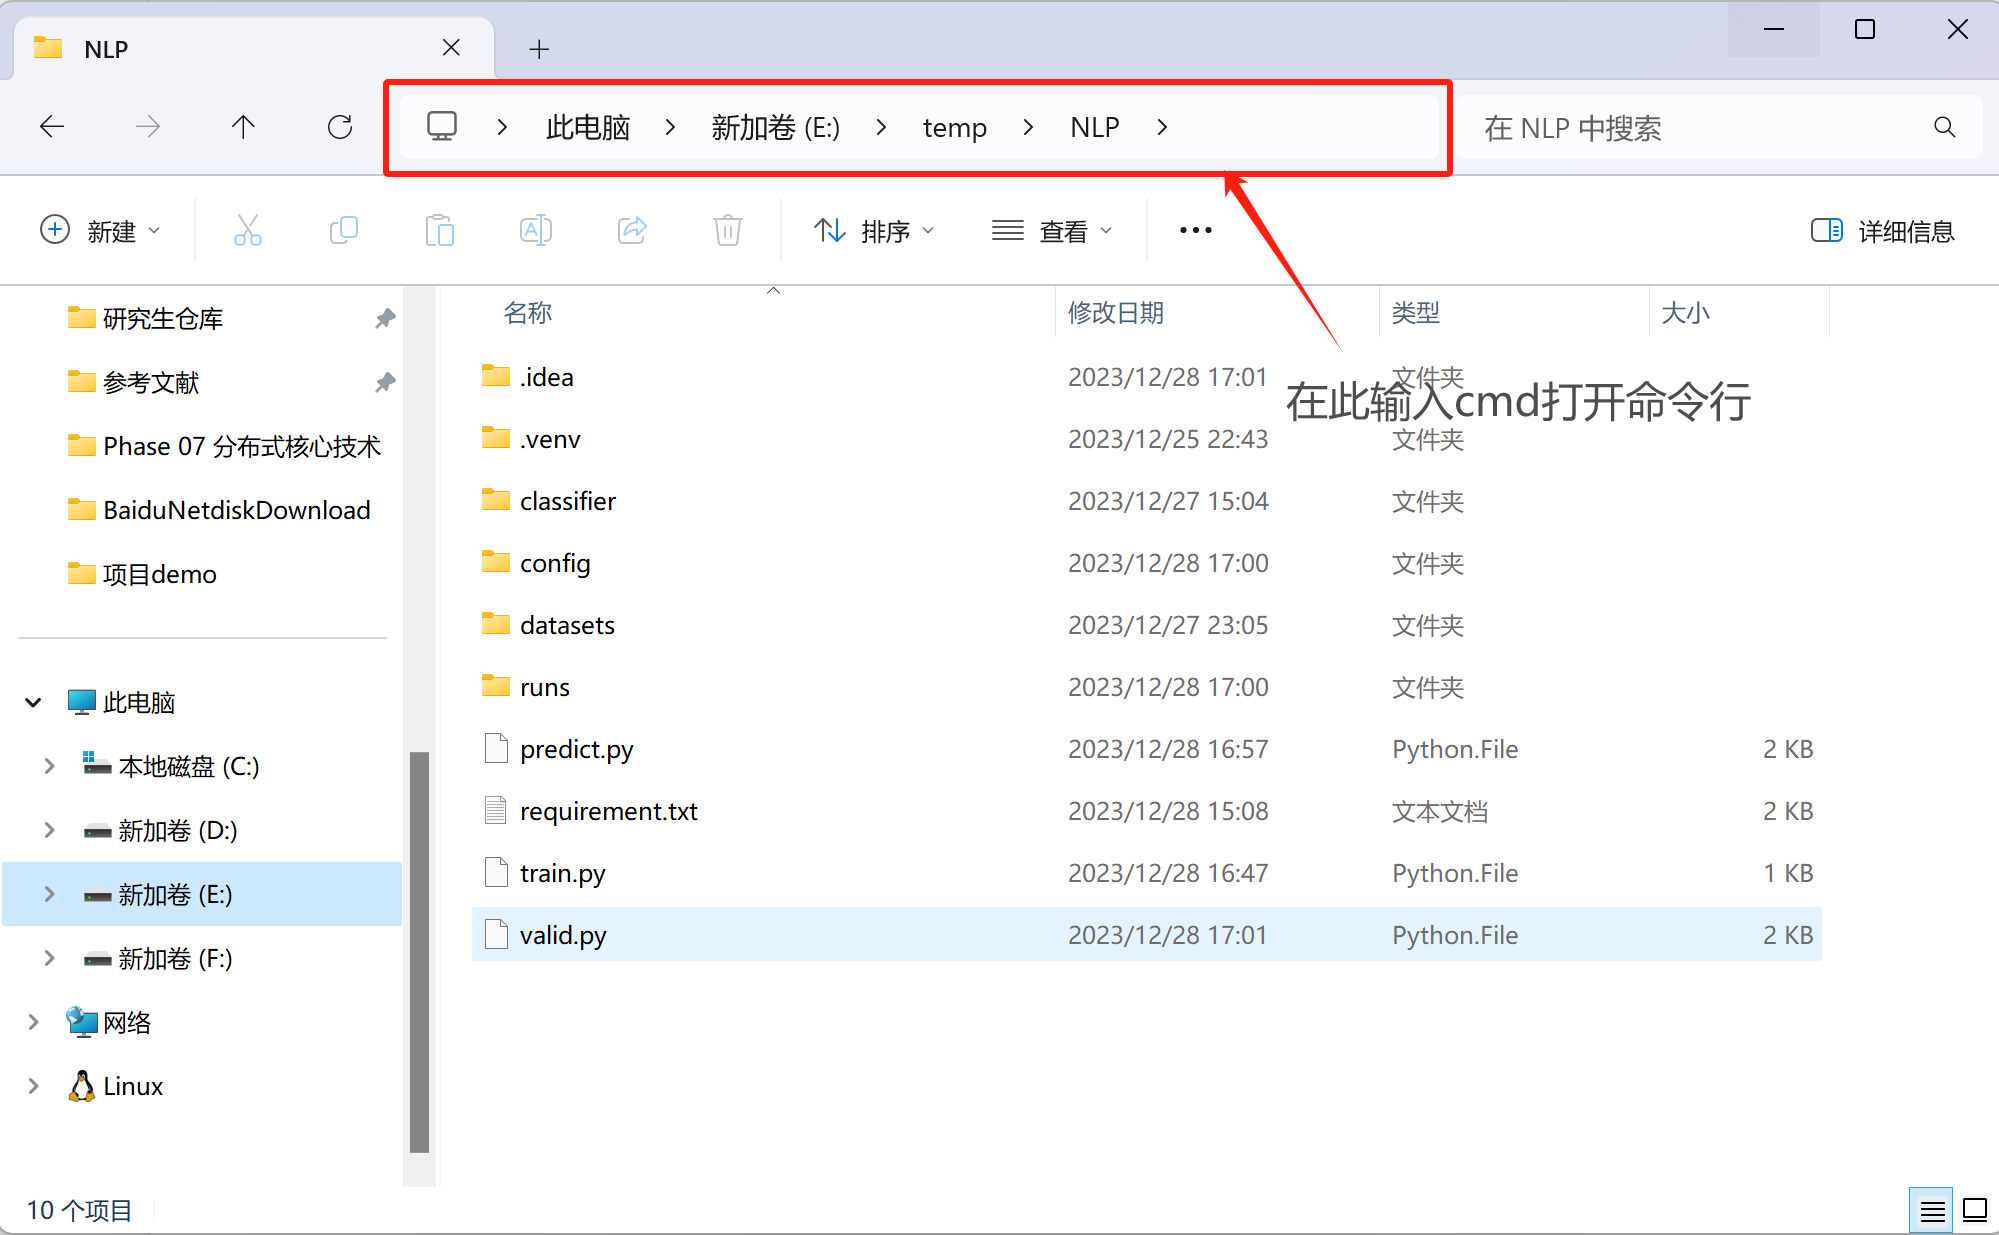 NLP
此电脑 新加卷 (E:) temp NLP
在 NLP 中搜索
新建 排序 查看 详细信息
研究生仓库
参考文献
Phase 07 分布式核心技术
BaiduNetdiskDownload
项目demo
此电脑
本地磁盘 (C:)
新加卷 (D:)
新加卷 (E:)
新加卷 (F:)
网络
Linux
名称 修改日期 类型 大小
.idea 2023/12/28 17:01 文件夹
在此输入cmd打开命令行
.venv 2023/12/25 22:43 文件夹
classifier 2023/12/27 15:04 文件夹
config 2023/12/28 17:00 文件夹
datasets 2023/12/27 23:05 文件夹
runs 2023/12/28 17:00 文件夹
predict.py 2023/12/28 16:57 Python.File 2 KB
requirement.txt 2023/12/28 15:08 文本文档 2 KB
train.py 2023/12/28 16:47 Python.File 1 KB
valid.py 2023/12/28 17:01 Python.File 2 KB
10 个项目